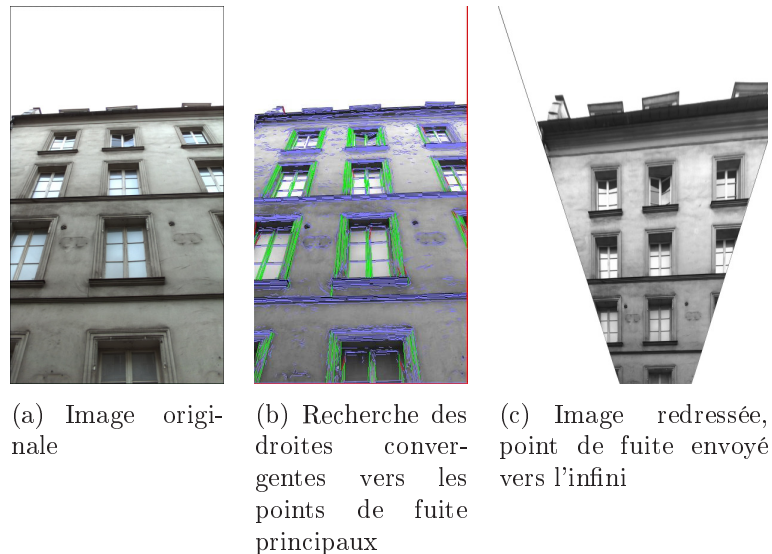 (a) Image origi-
nale
(b) Recherche des
droites conver-
gentes vers les
points de fuite
principaux
(c) Image redressée,
point de fuite envoyé
vers l'infini